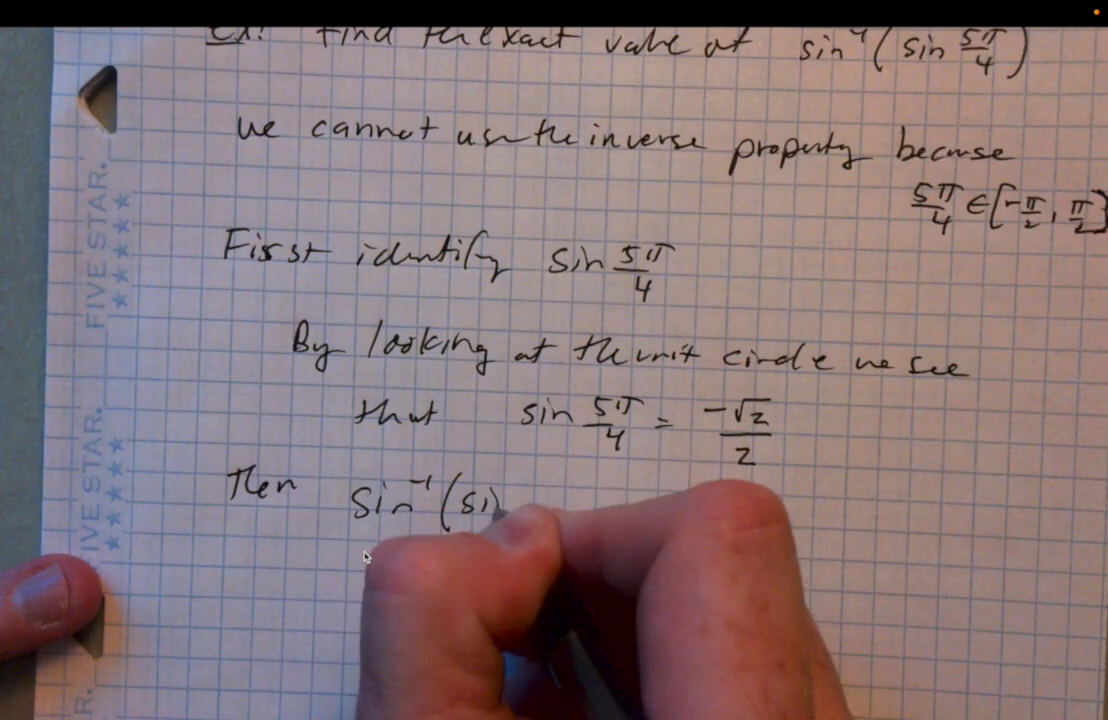 Ex: Find the exact value of sin⁻¹(sin 5π/4)
we cannot use the inverse property because
5π/4 ∈ [-π/2, π/2]
First identify sin 5π/4
By looking at the unit circle we see
that sin 5π/4 = -√2/2
Then sin⁻¹(si
FIVE STAR.
★★★★
FIVE STAR.
★★★★
R.